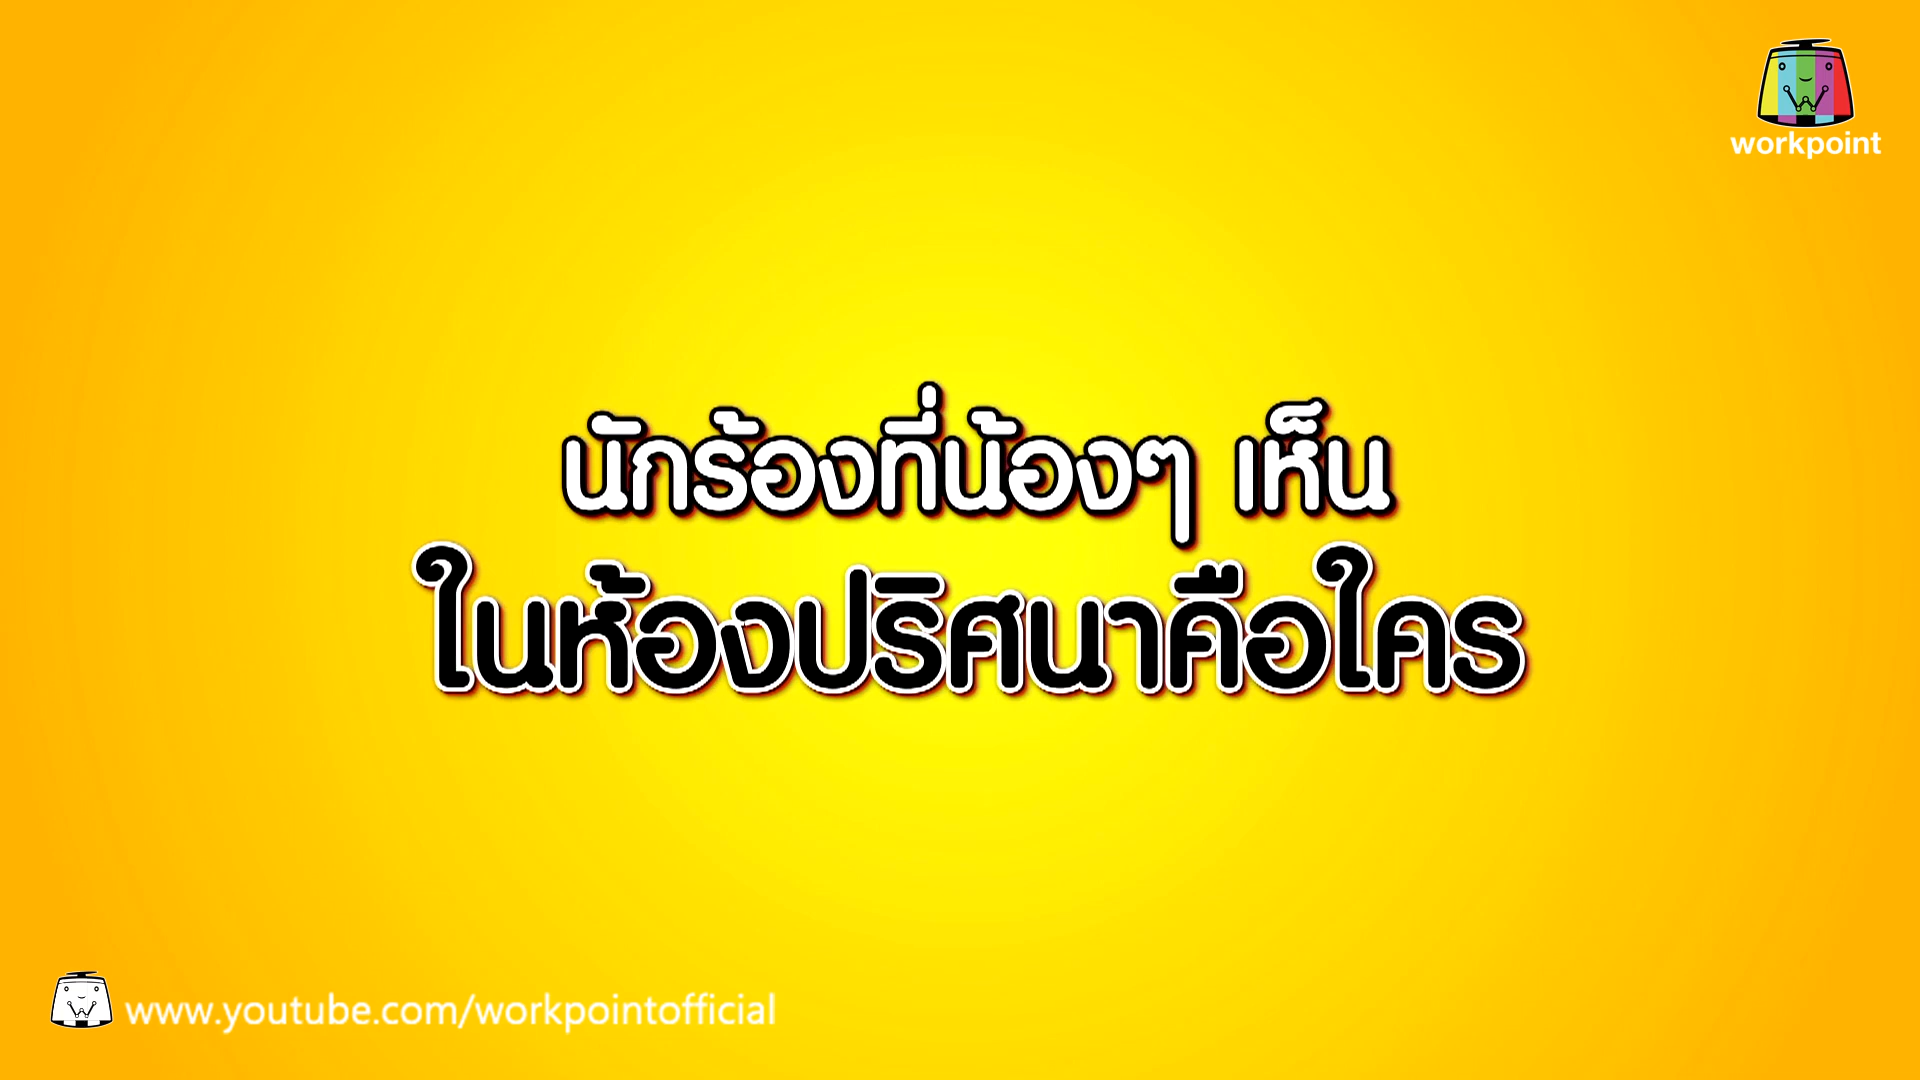 workpoint
นักร้องที่น้องๆ เห็น
ในห้องปริศนาคือใคร
www.youtube.com/workpointofficial